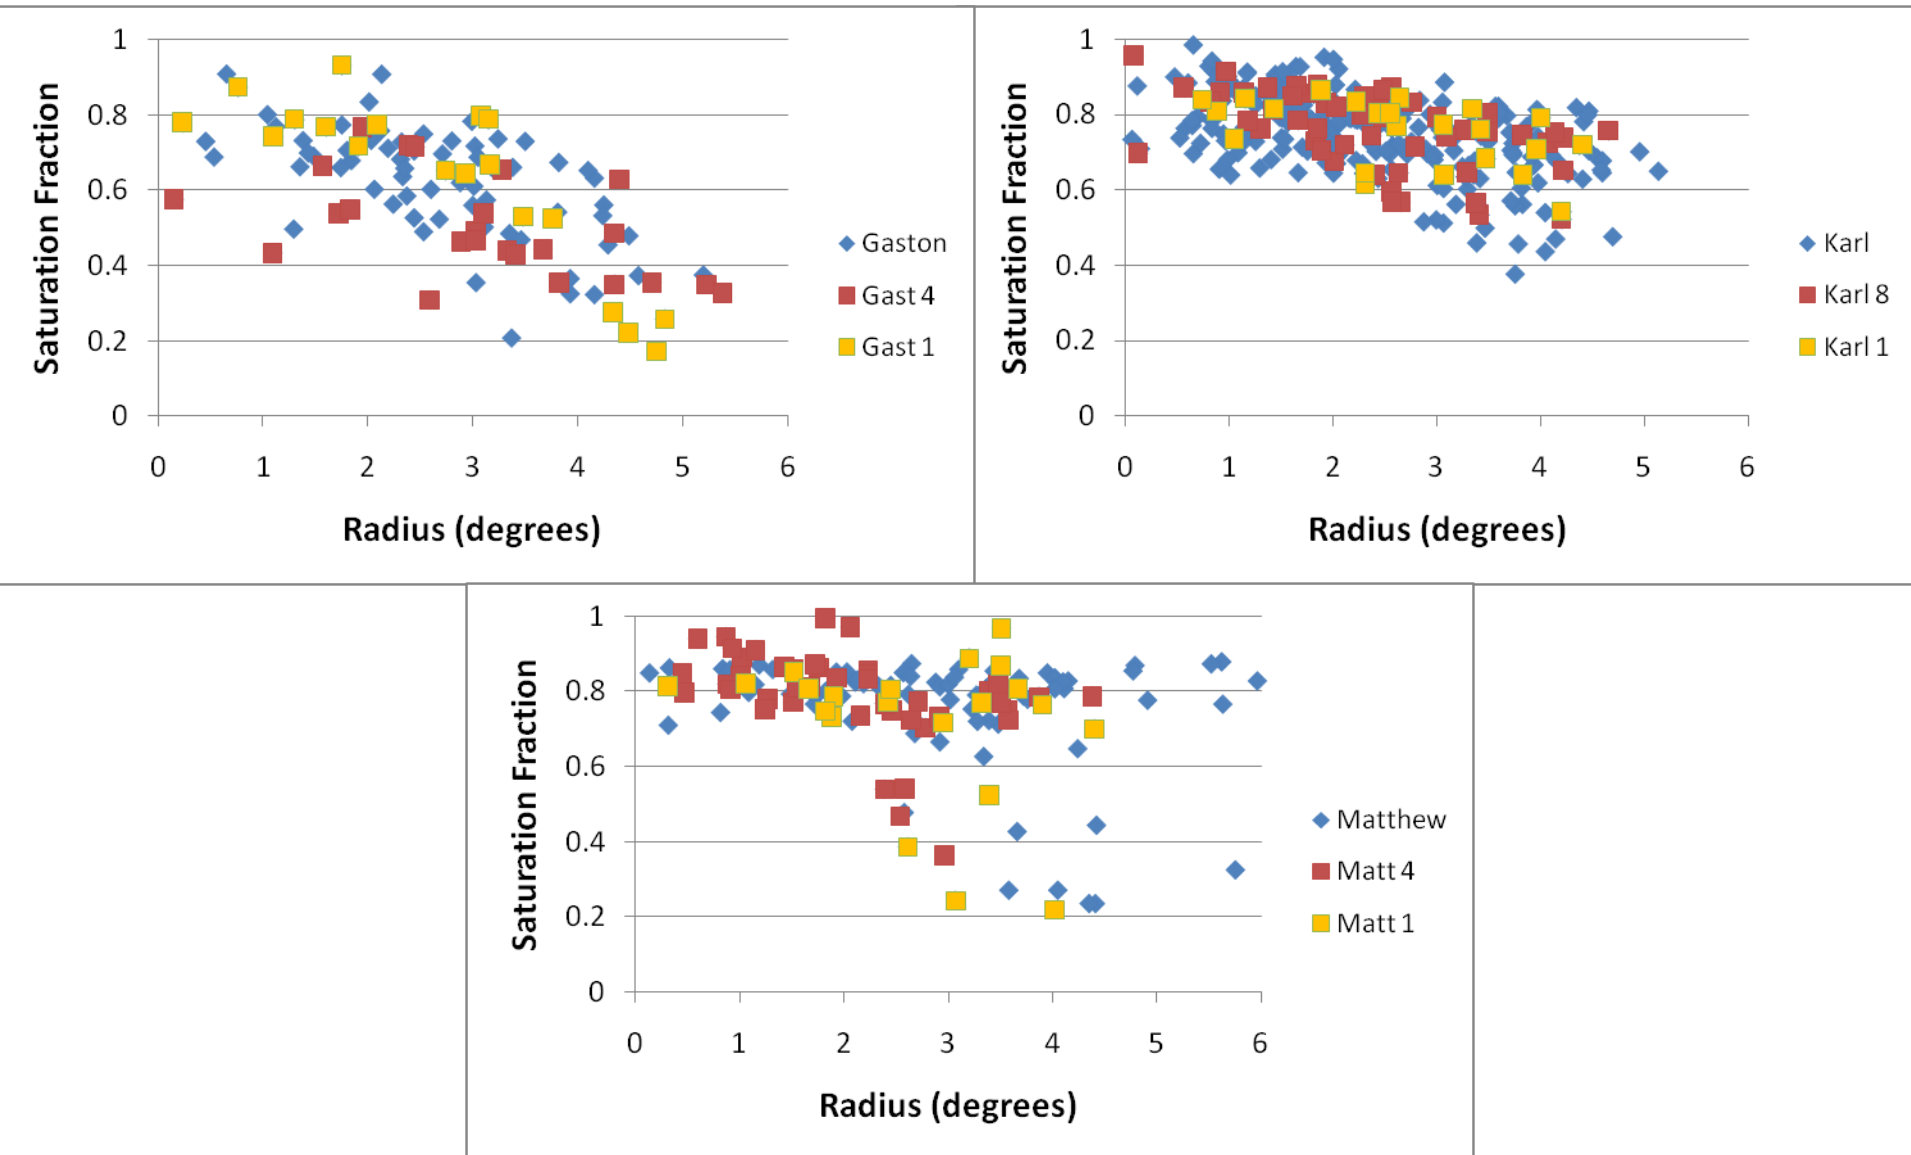 1
0.8
0.6
0.4
0.2
0
0 1 2 3 4 5 6
Saturation Fraction
Radius (degrees)
Gaston
Gast 4
Gast 1
1
0.8
0.6
0.4
0.2
0
0 1 2 3 4 5 6
Saturation Fraction
Radius (degrees)
Karl
Karl 8
Karl 1
1
0.8
0.6
0.4
0.2
0
0 1 2 3 4 5 6
Saturation Fraction
Radius (degrees)
Matthew
Matt 4
Matt 1